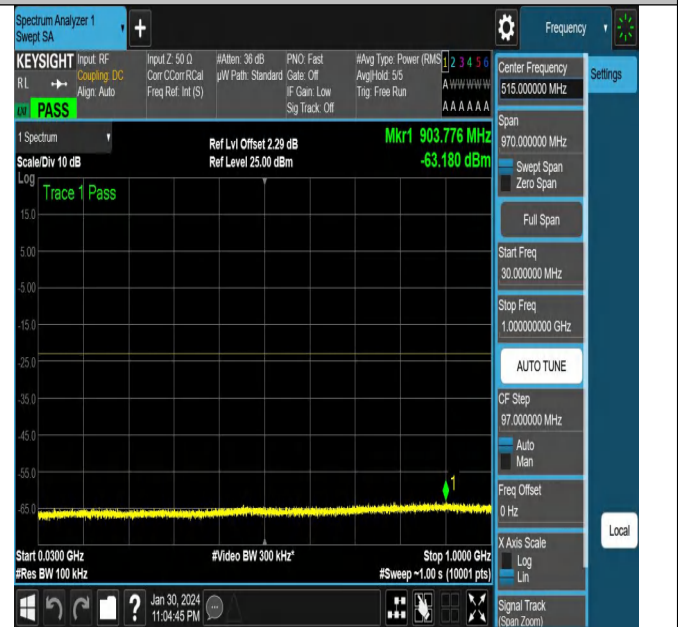 Spectrum Analyzer 1
Swept SA
Frequency
KEYSIGHT
Input: RF
Input Z: 50 Ω
#Atten: 36 dB
PNO: Fast
#Avg Type: Power (RMS
1 2 3 4 5 6
R L
Coupling: DC
Corr CCorr RCal
µW Path: Standard
Gate: Off
Avg|Hold: 5/5
A W W W W W
Align: Auto
Freq Ref: Int (S)
IF Gain: Low
Trig: Free Run
Sig Track: Off
A A A A A A
LXI
PASS
1 Spectrum
Ref Lvl Offset 2.29 dB
Mkr1 903.776 MHz
Scale/Div 10 dB
Ref Level 25.00 dBm
-63.180 dBm
Log
Trace 1 Pass
15.0
5.00
-5.00
-15.0
-25.0
-35.0
-45.0
-55.0
1
-65.0
Start 0.0300 GHz
#Video BW 300 kHz*
Stop 1.0000 GHz
#Res BW 100 kHz
#Sweep ~1.00 s (10001 pts)
Jan 30, 2024
11:04:45 PM
Center Frequency
515.000000 MHz
Settings
Span
970.000000 MHz
Swept Span
Zero Span
Full Span
Start Freq
30.000000 MHz
Stop Freq
1.000000000 GHz
AUTO TUNE
CF Step
97.000000 MHz
Auto
Man
Freq Offset
0 Hz
Local
X Axis Scale
Log
Lin
Signal Track
(Span Zoom)